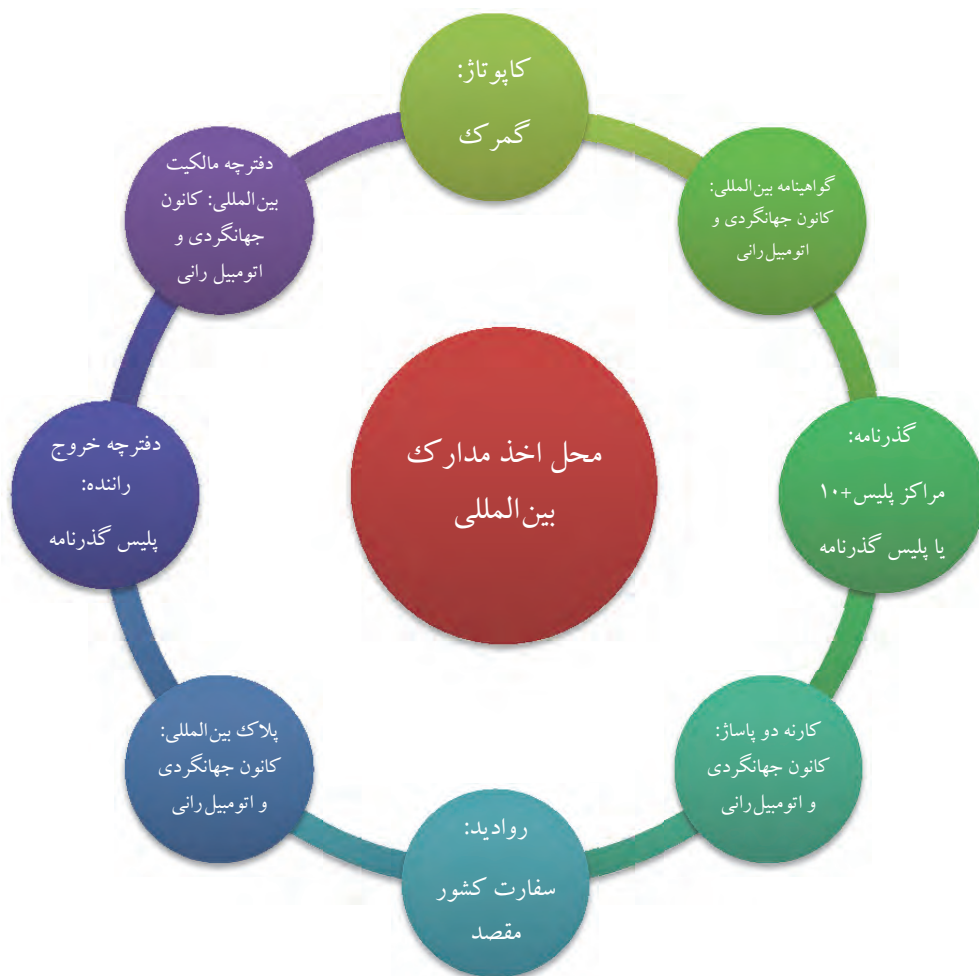 محل اخذ مدارک
بین‌المللی
کاپوتاژ:
گمرک
گواهینامه بین‌المللی:
کانون جهانگردی و
اتومبیل‌رانی
گذرنامه:
مراکز پلیس+۱۰
یا پلیس گذرنامه
کارنه دو پاساژ:
کانون جهانگردی
و اتومبیل‌رانی
روادید:
سفارت کشور
مقصد
پلاک بین‌المللی:
کانون جهانگردی
و اتومبیل‌رانی
دفترچه خروج
راننده:
پلیس گذرنامه
دفترچه مالکیت
بین‌المللی: کانون
جهانگردی و
اتومبیل رانی